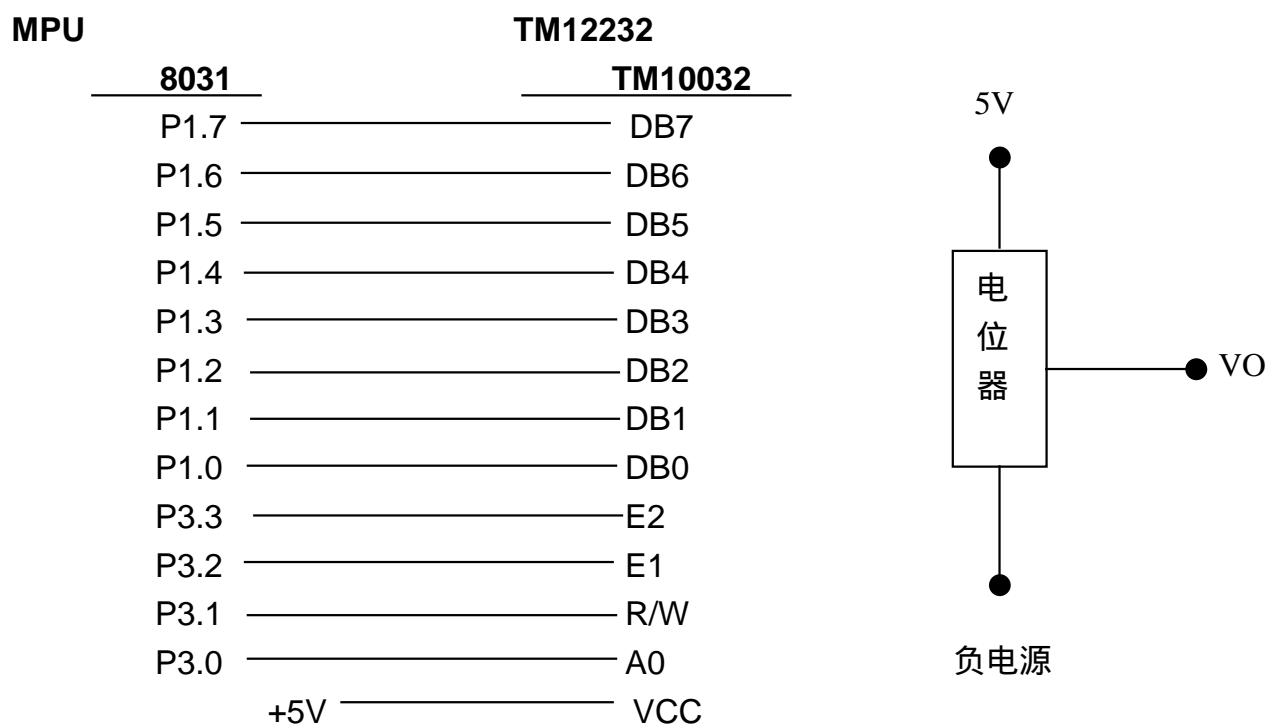 MPU TM12232
8031 TM10032
P1.7 DB7
P1.6 DB6
P1.5 DB5
P1.4 DB4
P1.3 DB3
P1.2 DB2
P1.1 DB1
P1.0 DB0
P3.3 E2
P3.2 E1
P3.1 R/W
P3.0 A0
+5V VCC
5V
电
位
器
VO
负电源